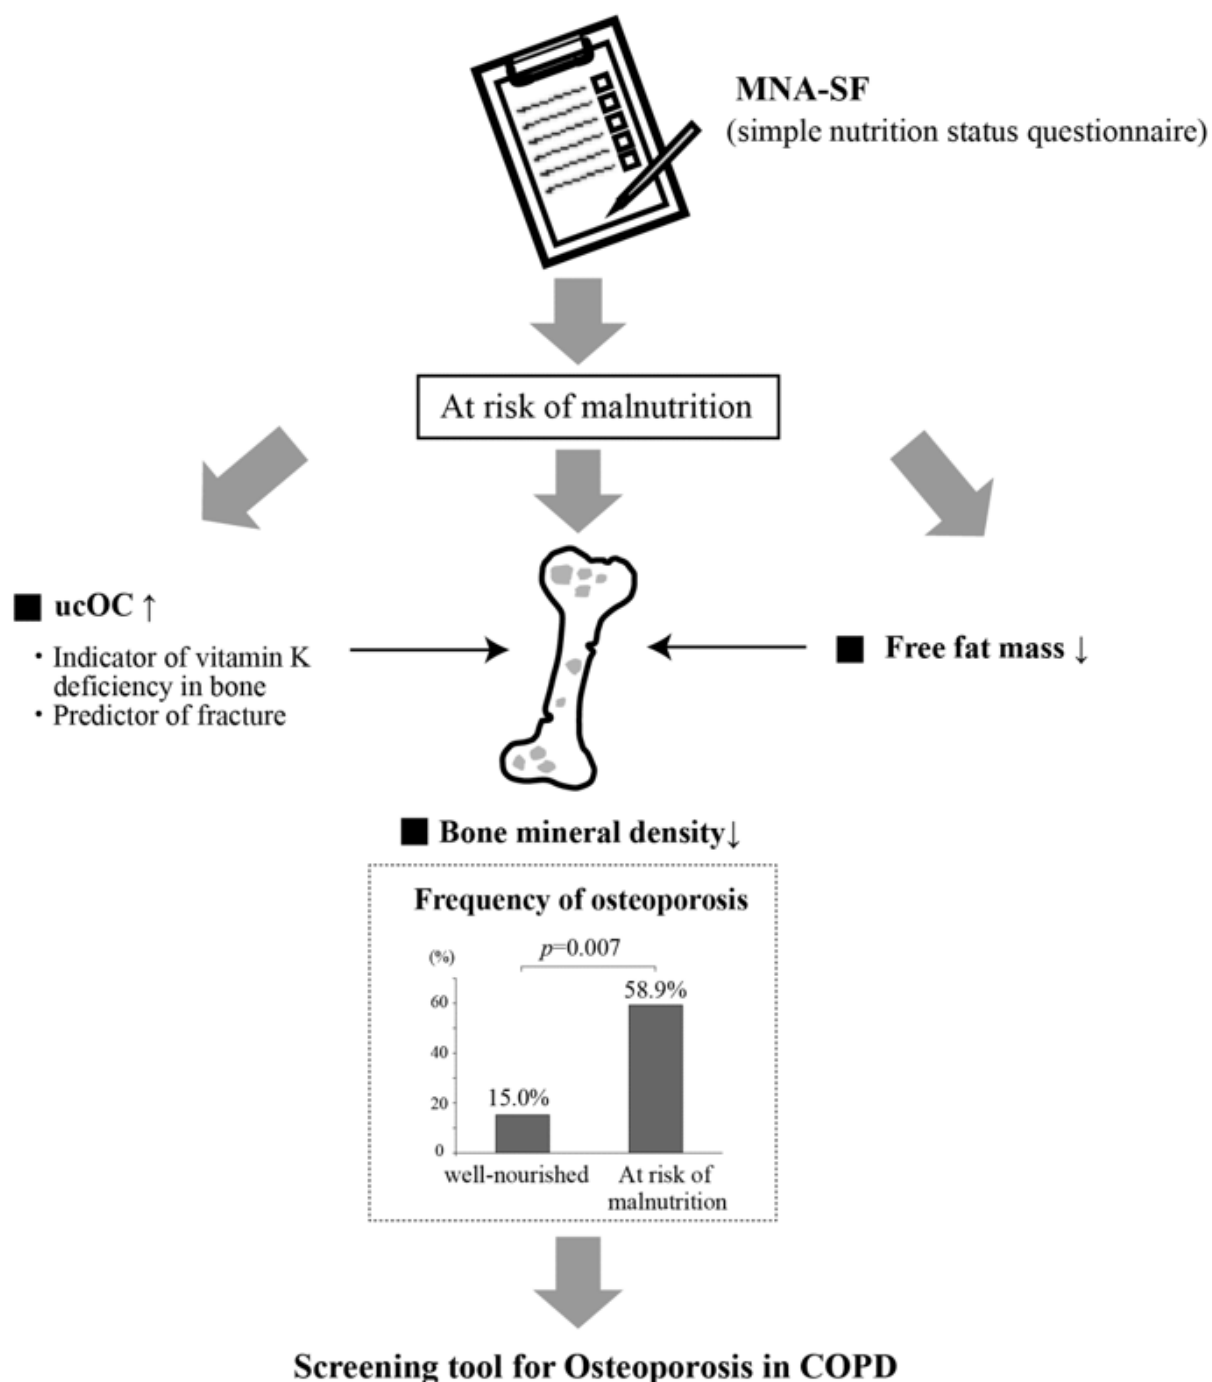 MNA-SF
(simple nutrition status questionnaire)
At risk of malnutrition
■ ucOC ↑
・Indicator of vitamin K
deficiency in bone
・Predictor of fracture
■ Free fat mass ↓
■ Bone mineral density↓
Frequency of osteoporosis
(%)
p=0.007
58.9%
60
40
15.0%
20
0
well-nourished
At risk of
malnutrition
Screening tool for Osteoporosis in COPD